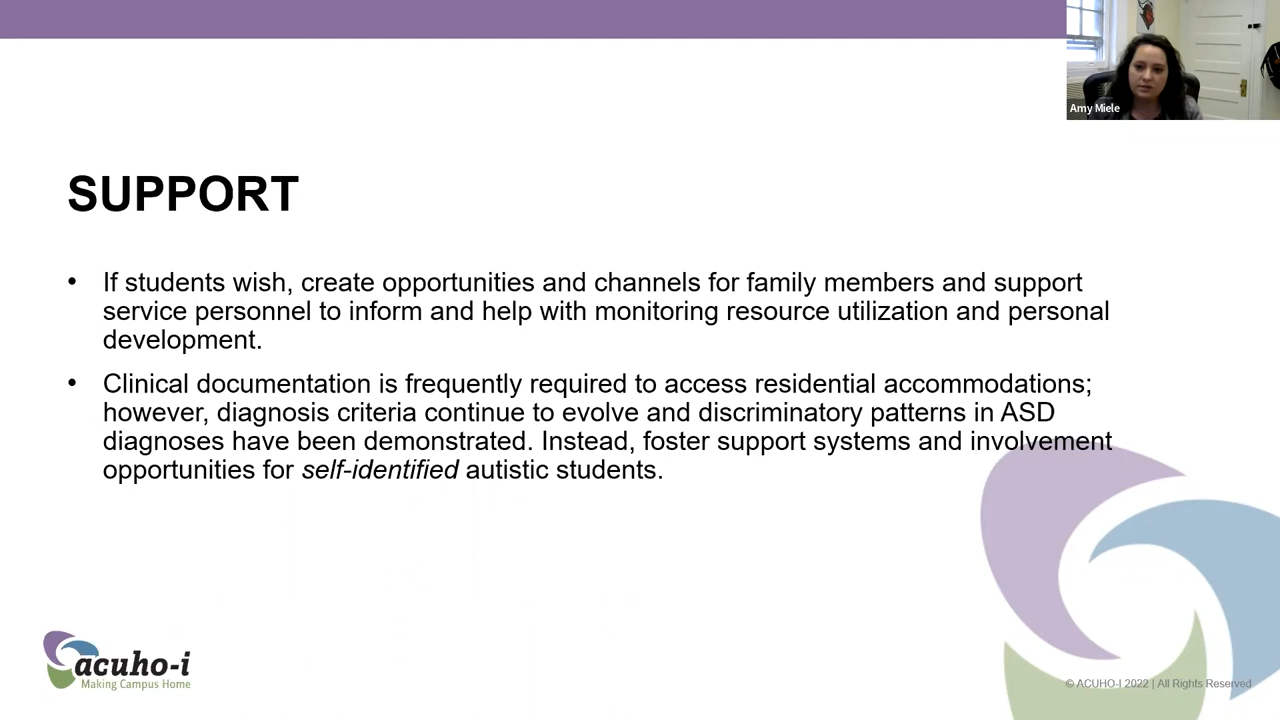 Amy Miele
SUPPORT
• If students wish, create opportunities and channels for family members and support
service personnel to inform and help with monitoring resource utilization and personal
development.
• Clinical documentation is frequently required to access residential accommodations;
however, diagnosis criteria continue to evolve and discriminatory patterns in ASD
diagnoses have been demonstrated. Instead, foster support systems and involvement
opportunities for self-identified autistic students.
acuho-i
Making Campus Home
© ACUHO-I 2022 | All Rights Reserved